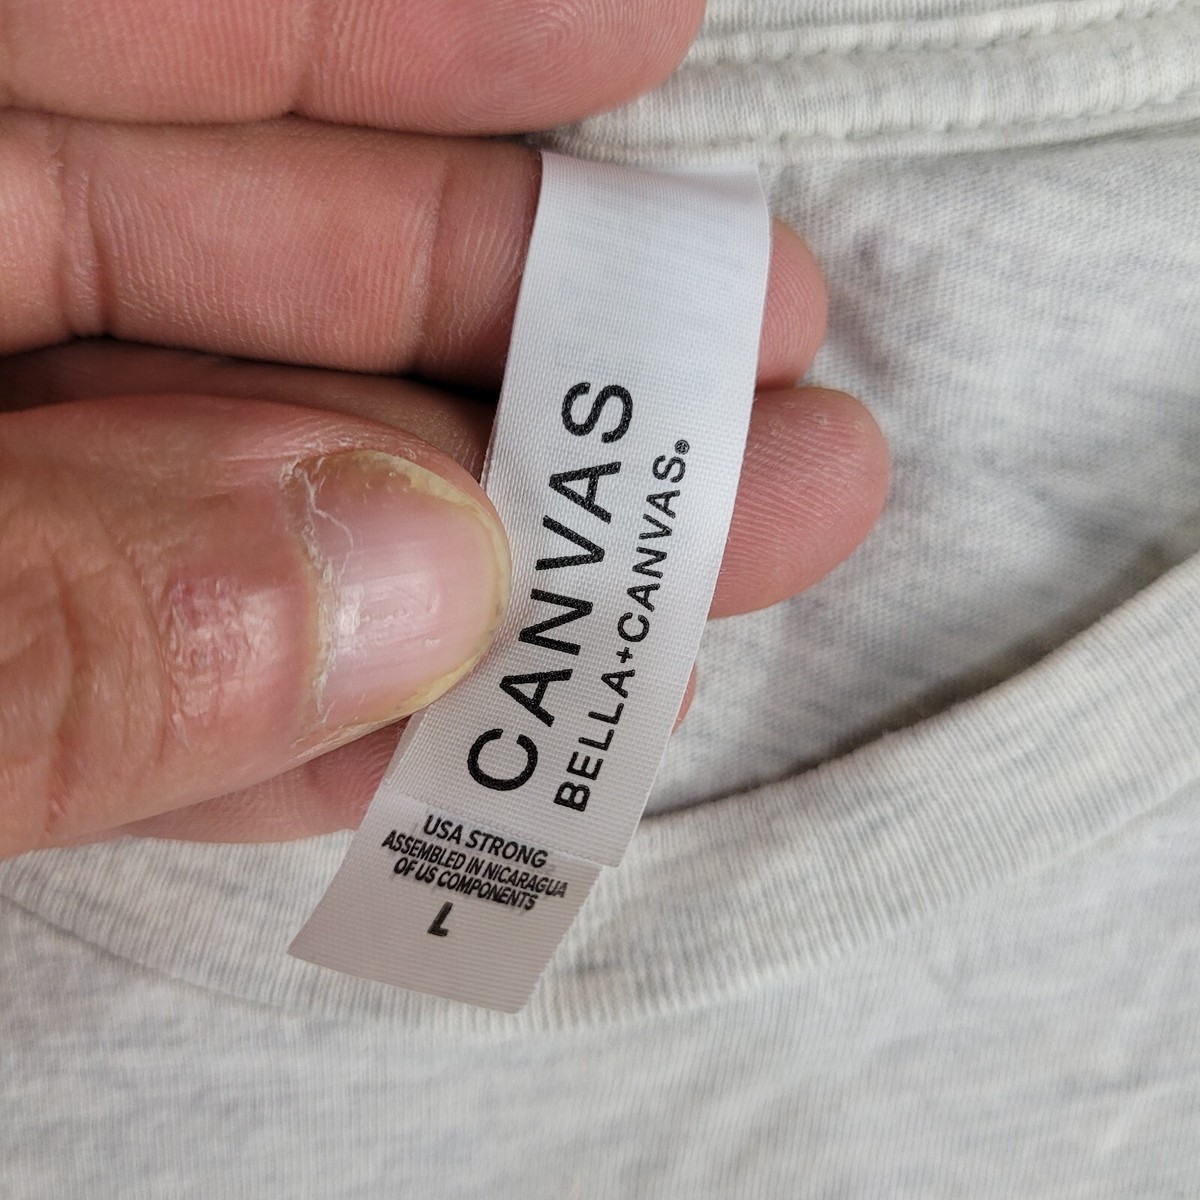 CANVAS
BELLA+CANVAS®
USA STRONG
ASSEMBLED IN NICARAGUA
OF US COMPONENTS
L